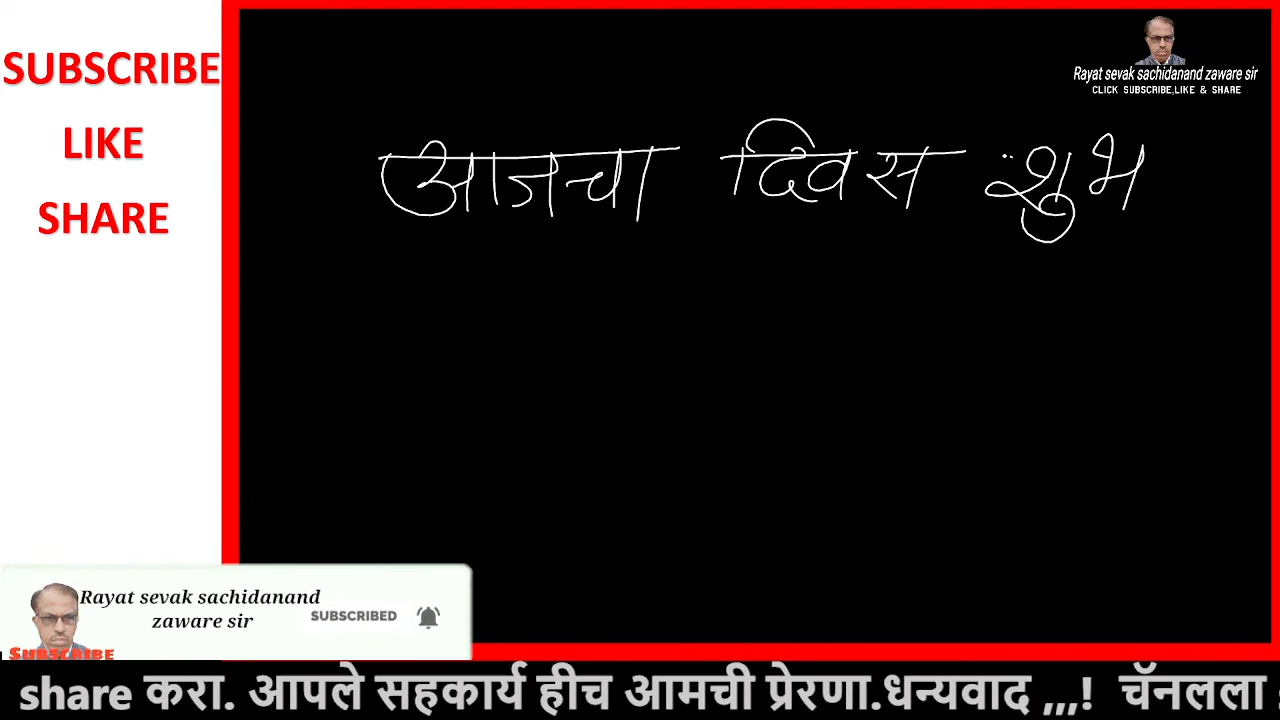 SUBSCRIBE
LIKE
SHARE
Rayat sevak sachidanand zaware sir
CLICK SUBSCRIBE,LIKE & SHARE
आजचा दिवस शुभ
Rayat sevak sachidanand
zaware sir
SUBSCRIBED
SUBSCRIBE
share करा. आपले सहकार्य हीच आमची प्रेरणा.धन्यवाद ,,,! चॅनलला